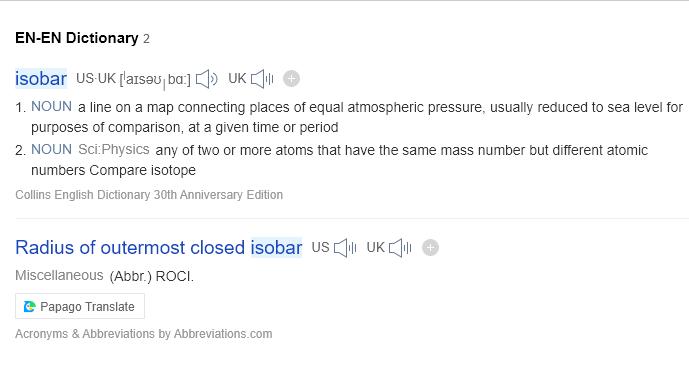 EN-EN Dictionary 2
isobar US·UK [ˈaɪsəʊˌbɑː] UK
1. NOUN a line on a map connecting places of equal atmospheric pressure, usually reduced to sea level for
purposes of comparison, at a given time or period
2. NOUN Sci:Physics any of two or more atoms that have the same mass number but different atomic
numbers Compare isotope
Collins English Dictionary 30th Anniversary Edition
Radius of outermost closed isobar US UK
Miscellaneous (Abbr.) ROCI.
Papago Translate
Acronyms & Abbreviations by Abbreviations.com